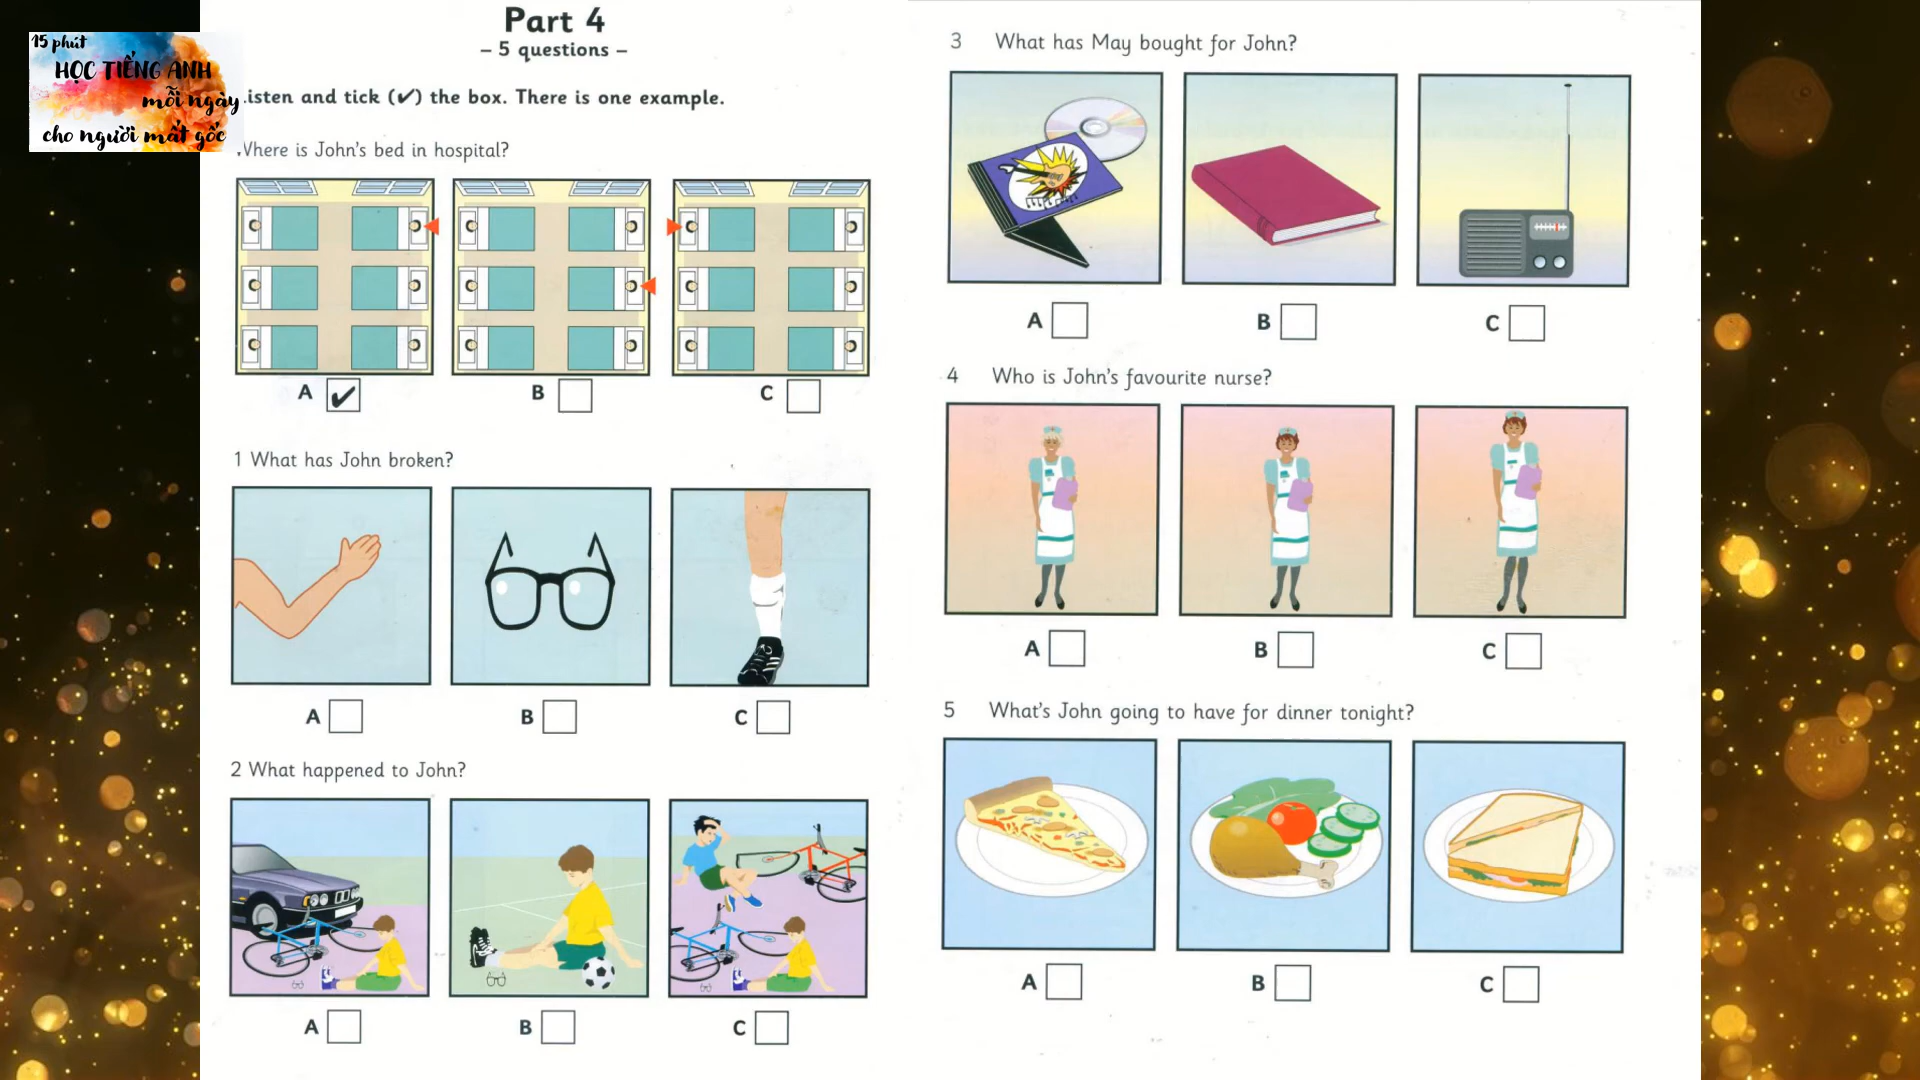 15 phút
HỌC TIẾNG ANH
mỗi ngày
cho người mất gốc
Part 4
– 5 questions –
isten and tick (✔) the box. There is one example.
Where is John's bed in hospital?
A ✔ B C
1 What has John broken?
A B C
2 What happened to John?
A B C
3 What has May bought for John?
A B C
4 Who is John's favourite nurse?
A B C
5 What's John going to have for dinner tonight?
A B C